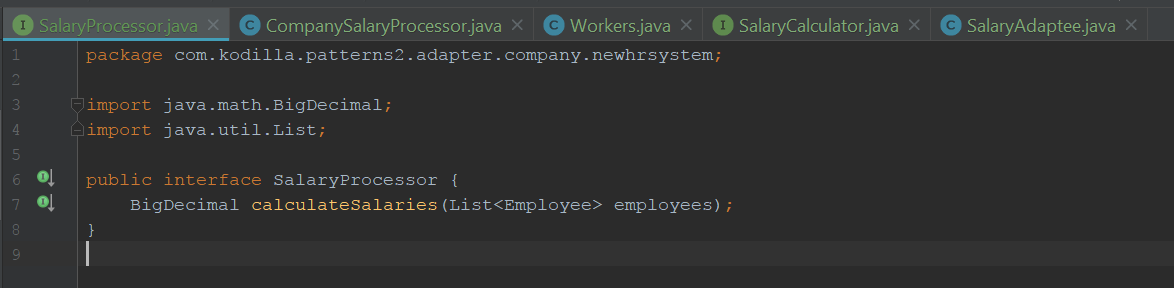 SalaryProcessor.java CompanySalaryProcessor.java Workers.java SalaryCalculator.java SalaryAdaptee.java
1 package com.kodilla.patterns2.adapter.company.newhrsystem;
2
3 import java.math.BigDecimal;
4 import java.util.List;
5
6 public interface SalaryProcessor {
7 BigDecimal calculateSalaries(List<Employee> employees);
8 }
9